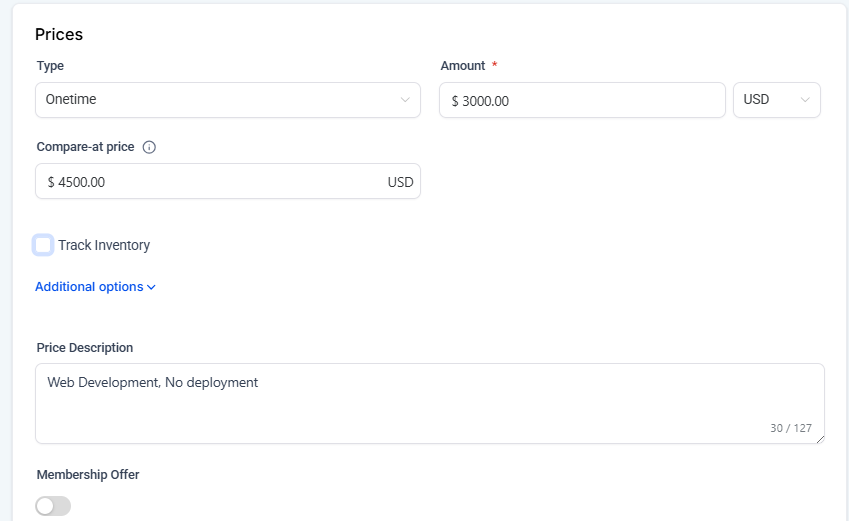 Prices
Type
Amount *
Onetime
$ 3000.00
USD
Compare-at price
$ 4500.00 USD
Track Inventory
Additional options
Price Description
Web Development, No deployment
30 / 127
Membership Offer